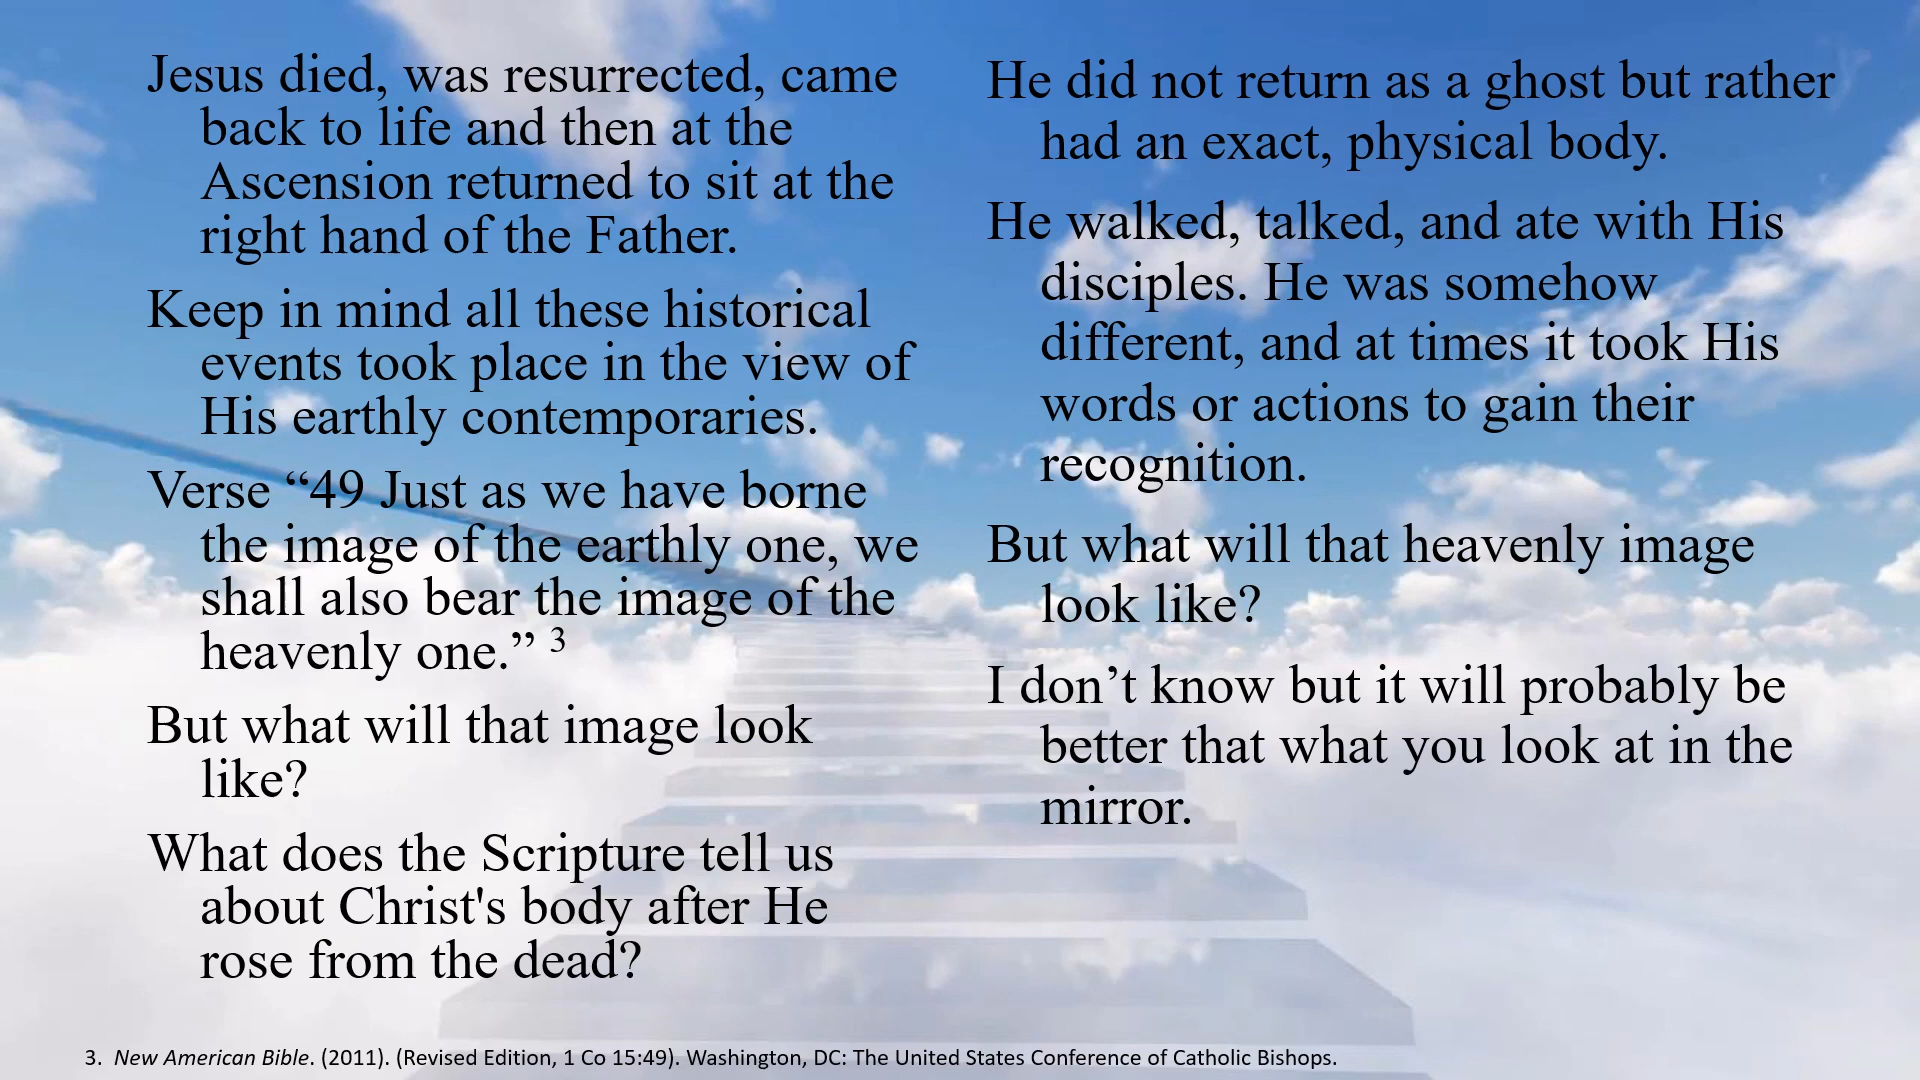 Jesus died, was resurrected, came
back to life and then at the
Ascension returned to sit at the
right hand of the Father.
Keep in mind all these historical
events took place in the view of
His earthly contemporaries.
Verse “49 Just as we have borne
the image of the earthly one, we
shall also bear the image of the
heavenly one.” 3
But what will that image look
like?
What does the Scripture tell us
about Christ's body after He
rose from the dead?
He did not return as a ghost but rather
had an exact, physical body.
He walked, talked, and ate with His
disciples. He was somehow
different, and at times it took His
words or actions to gain their
recognition.
But what will that heavenly image
look like?
I don’t know but it will probably be
better that what you look at in the
mirror.
3. New American Bible. (2011). (Revised Edition, 1 Co 15:49). Washington, DC: The United States Conference of Catholic Bishops.